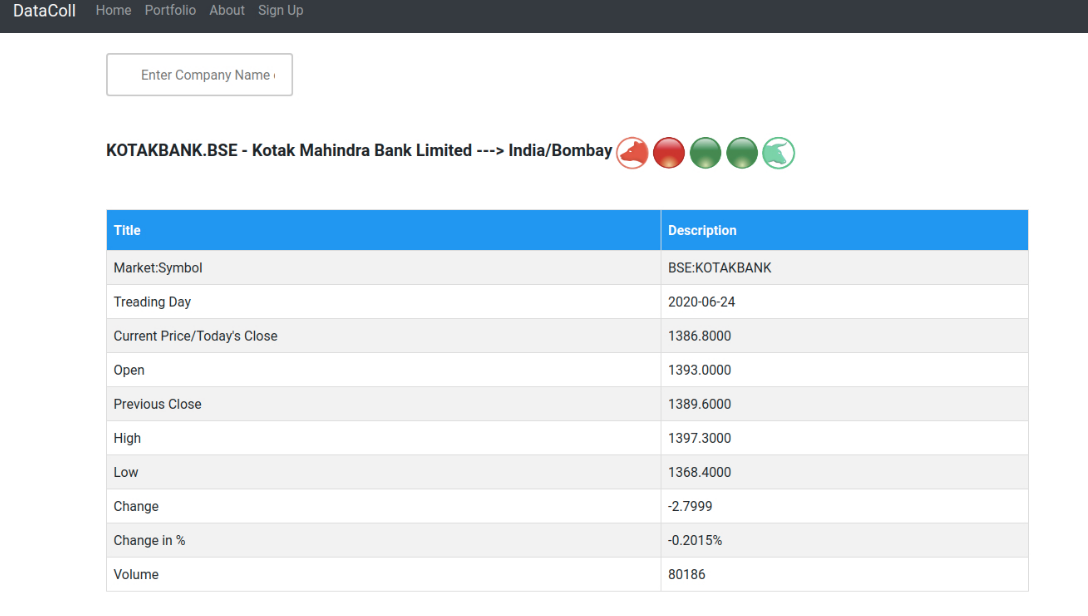 DataColl Home Portfolio About Sign Up
Enter Company Name
KOTAKBANK.BSE - Kotak Mahindra Bank Limited ---> India/Bombay
Title Description
Market:Symbol BSE:KOTAKBANK
Treading Day 2020-06-24
Current Price/Today's Close 1386.8000
Open 1393.0000
Previous Close 1389.6000
High 1397.3000
Low 1368.4000
Change -2.7999
Change in % -0.2015%
Volume 80186